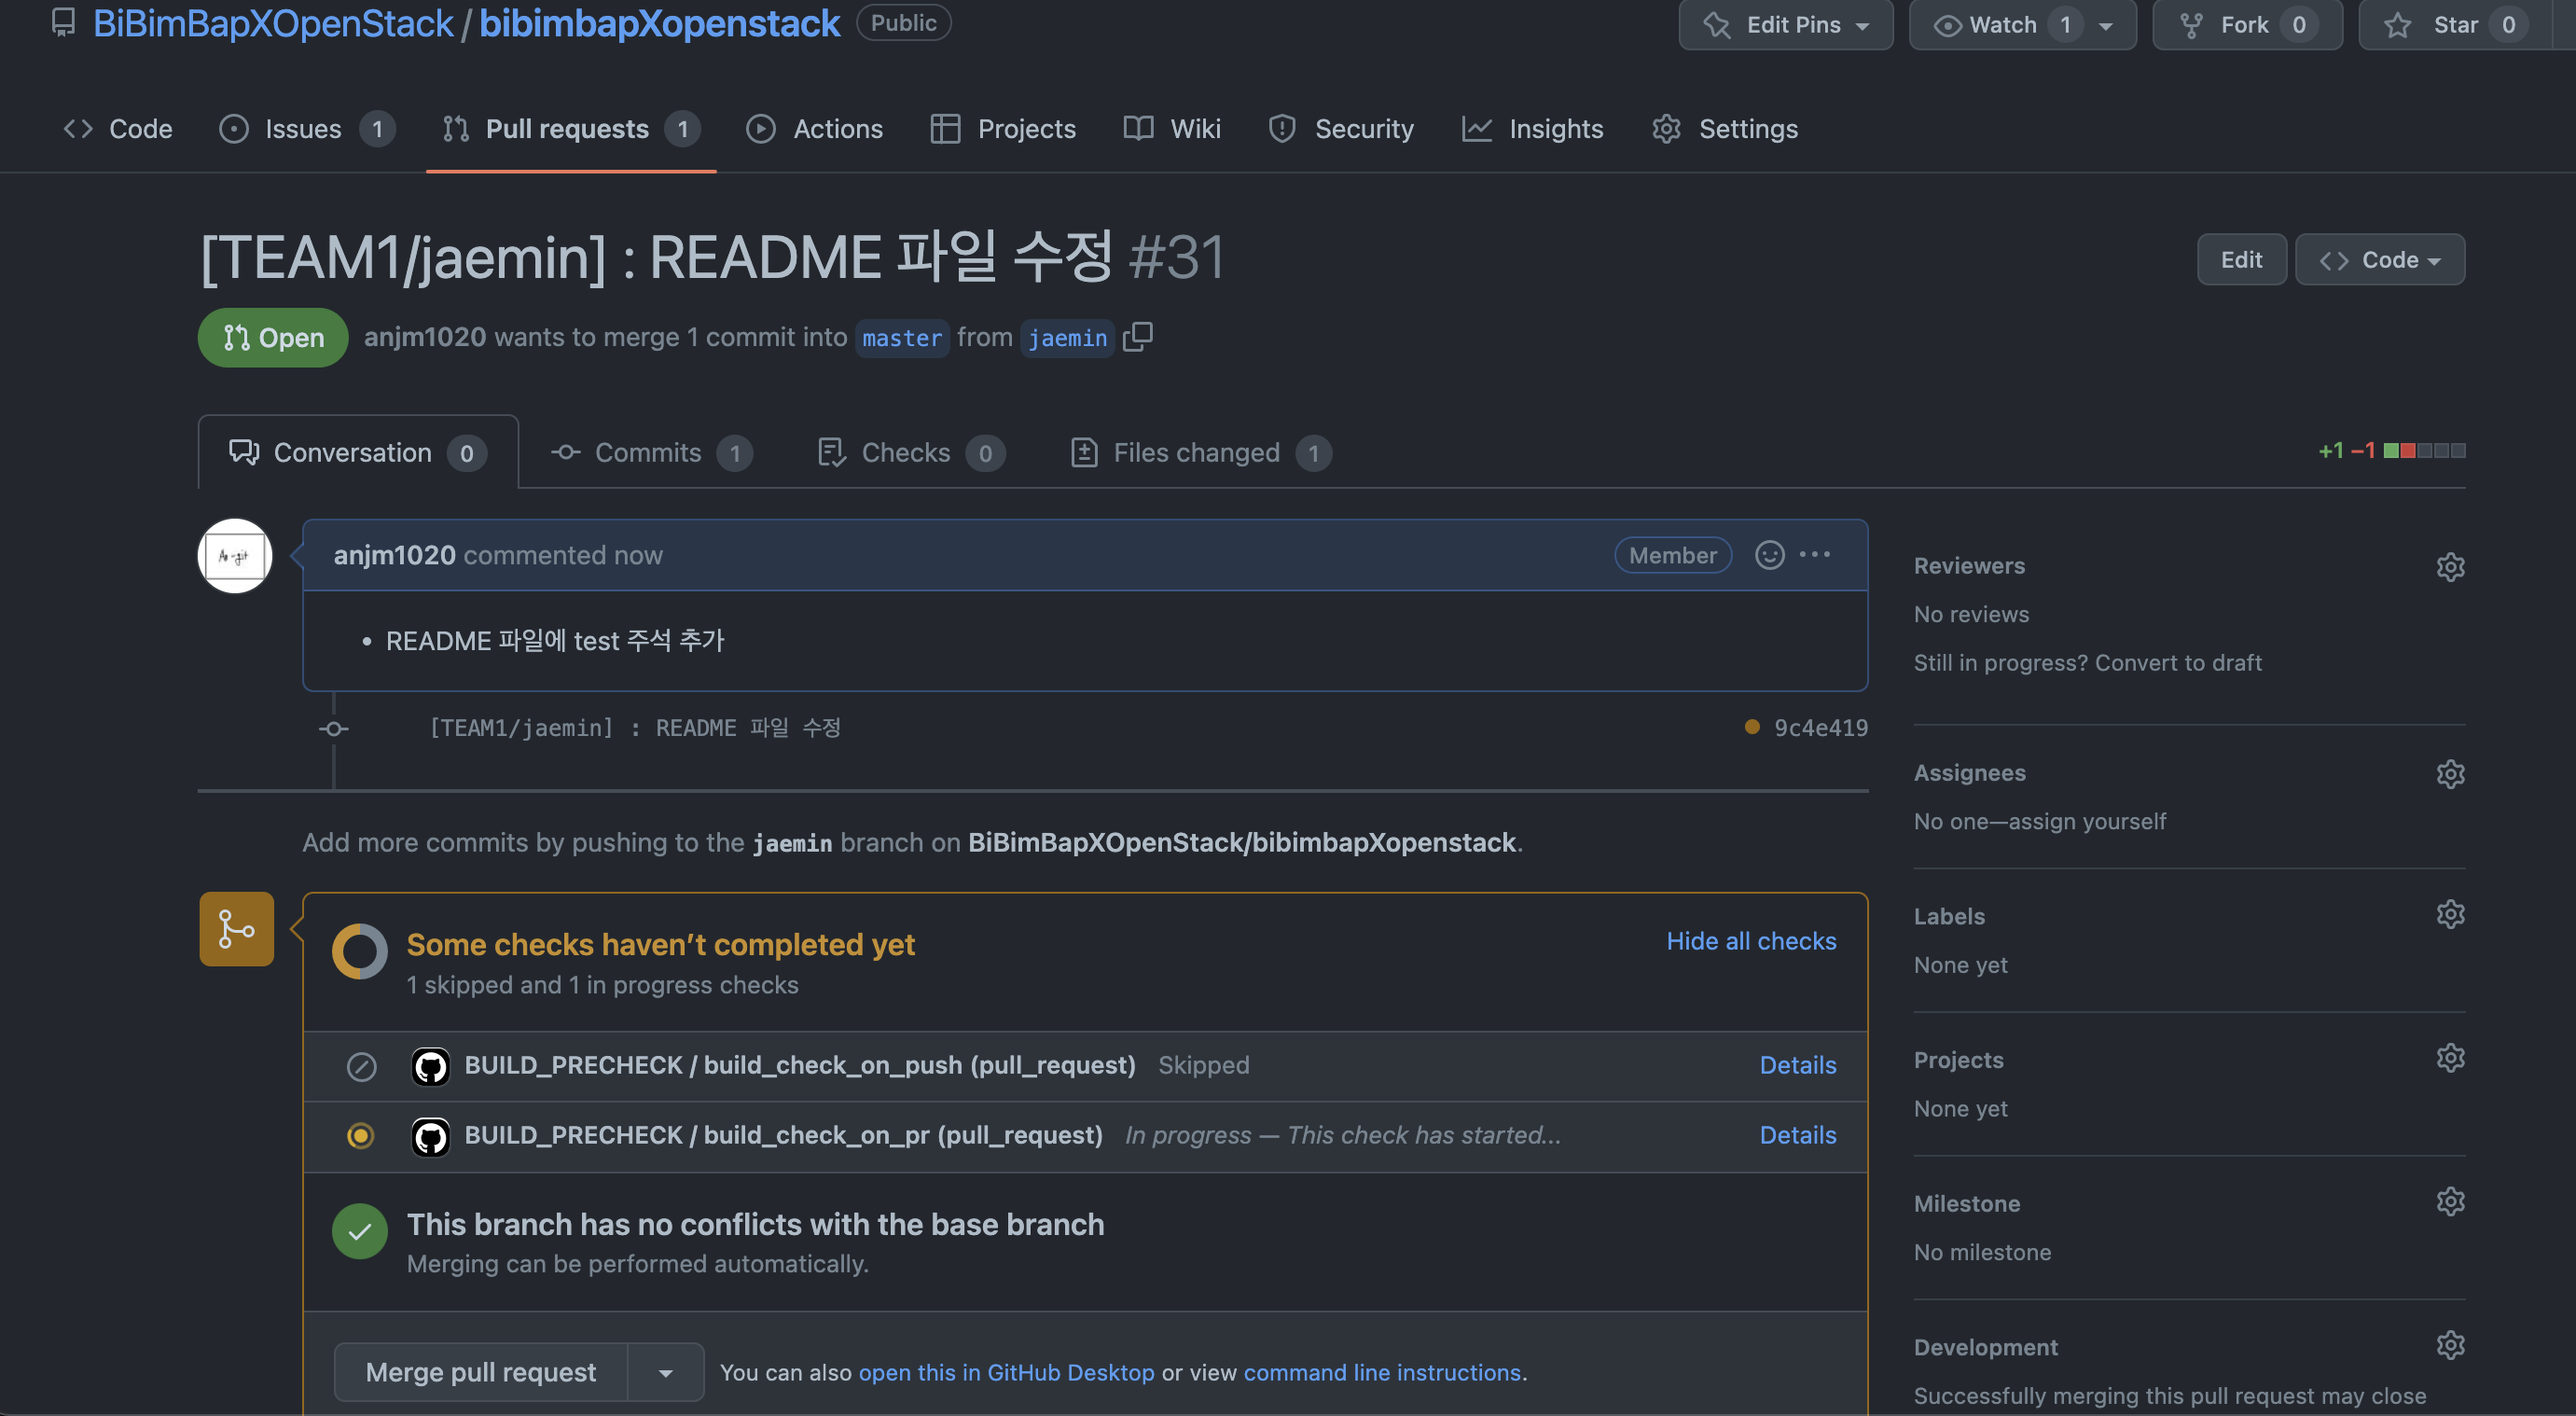 BiBimBapXOpenStack / bibimbapXopenstack Public
Edit Pins Watch 1 Fork 0 Star 0
Code Issues 1 Pull requests 1 Actions Projects Wiki Security Insights Settings
[TEAM1/jaemin] : README 파일 수정 #31
Edit Code
Open anjm1020 wants to merge 1 commit into master from jaemin
Conversation 0 Commits 1 Checks 0 Files changed 1
+1 −1
anjm1020 commented now
Member
• README 파일에 test 주석 추가
[TEAM1/jaemin] : README 파일 수정 9c4e419
Add more commits by pushing to the jaemin branch on BiBimBapXOpenStack/bibimbapXopenstack.
Some checks haven’t completed yet
Hide all checks
1 skipped and 1 in progress checks
BUILD_PRECHECK / build_check_on_push (pull_request) Skipped Details
BUILD_PRECHECK / build_check_on_pr (pull_request) In progress — This check has started... Details
This branch has no conflicts with the base branch
Merging can be performed automatically.
Merge pull request
You can also open this in GitHub Desktop or view command line instructions.
Reviewers
No reviews
Still in progress? Convert to draft
Assignees
No one—assign yourself
Labels
None yet
Projects
None yet
Milestone
No milestone
Development
Successfully merging this pull request may close